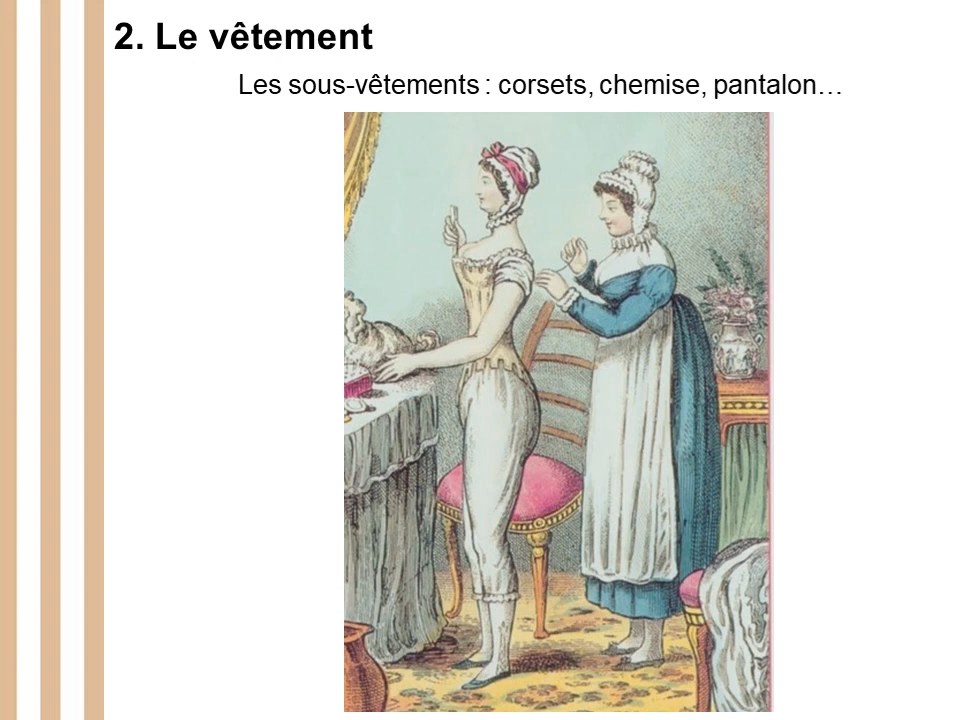 2. Le vêtement
Les sous-vêtements : corsets, chemise, pantalon…